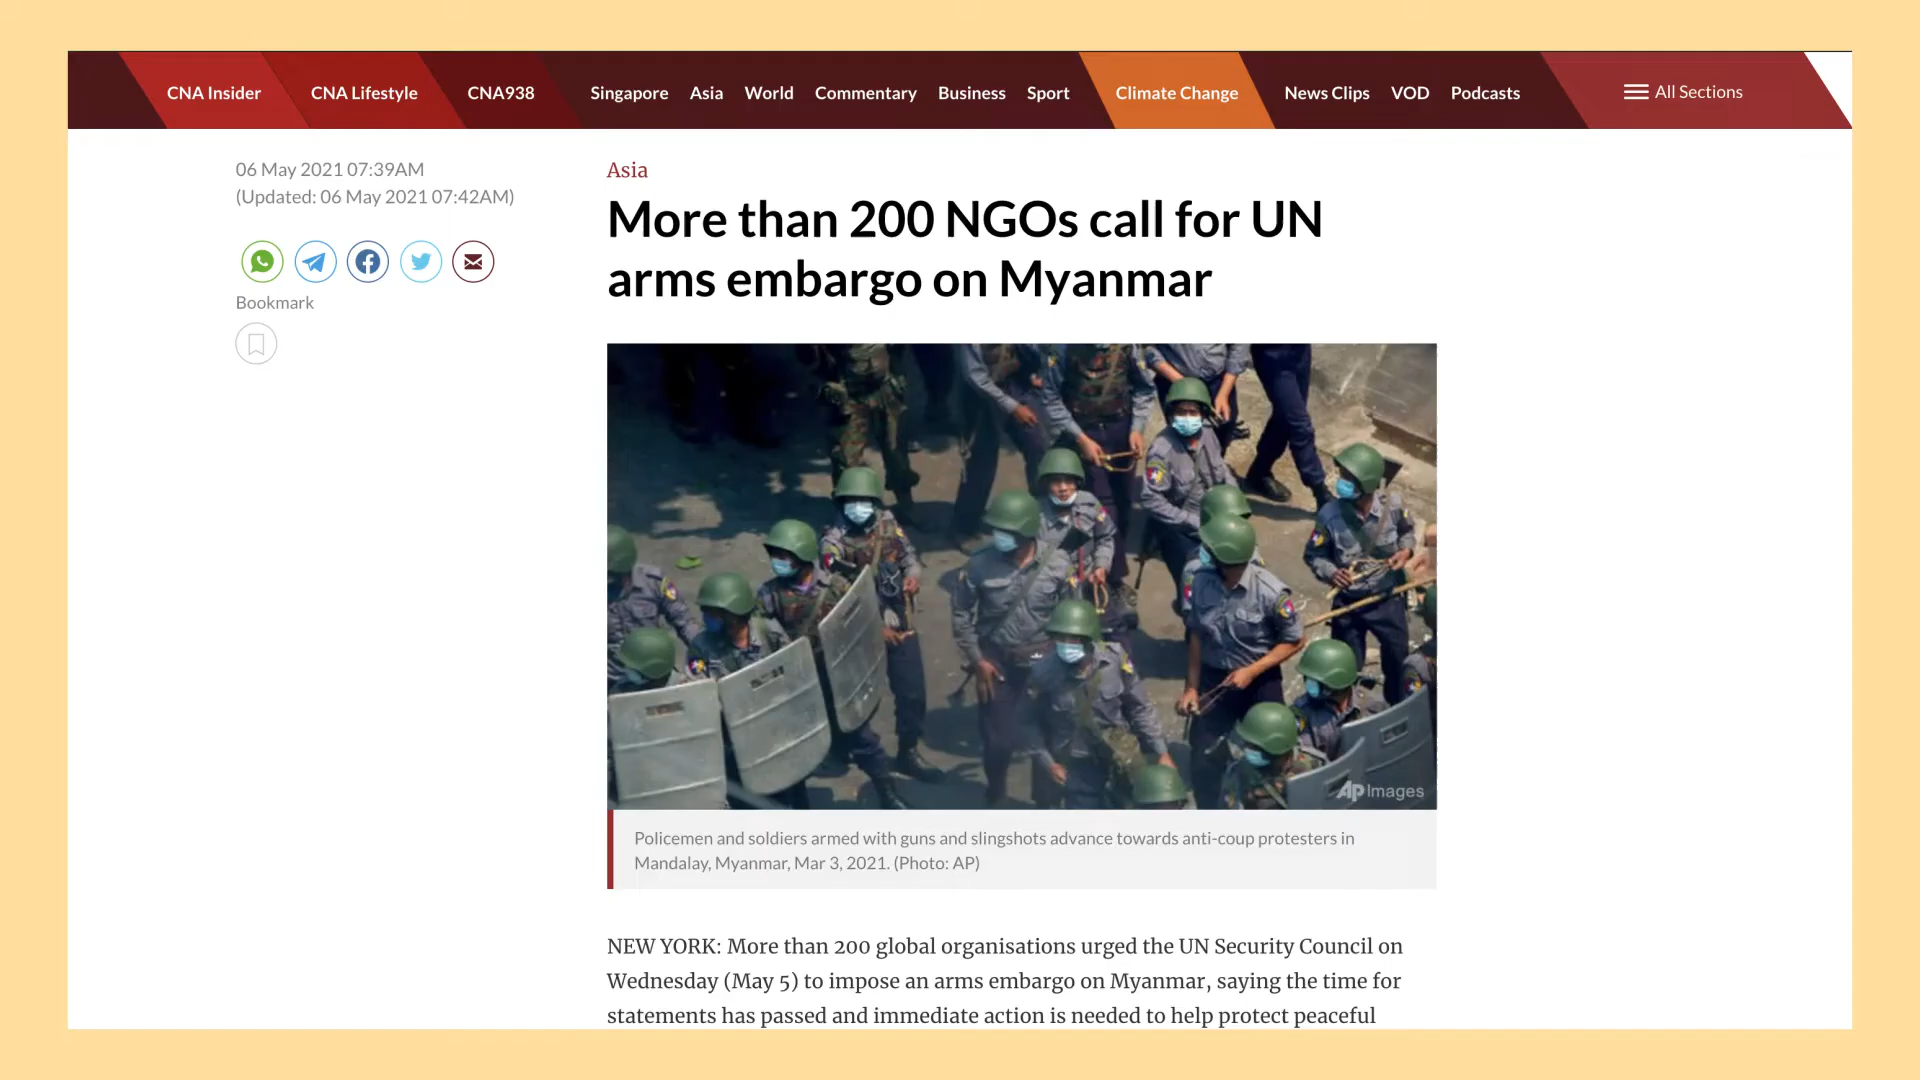 CNA Insider CNA Lifestyle CNA938 Singapore Asia World Commentary Business Sport Climate Change News Clips VOD Podcasts All Sections
06 May 2021 07:39AM
(Updated: 06 May 2021 07:42AM)
Bookmark
Asia
More than 200 NGOs call for UN
arms embargo on Myanmar
AP Images
Policemen and soldiers armed with guns and slingshots advance towards anti-coup protesters in
Mandalay, Myanmar, Mar 3, 2021. (Photo: AP)
NEW YORK: More than 200 global organisations urged the UN Security Council on
Wednesday (May 5) to impose an arms embargo on Myanmar, saying the time for
statements has passed and immediate action is needed to help protect peaceful